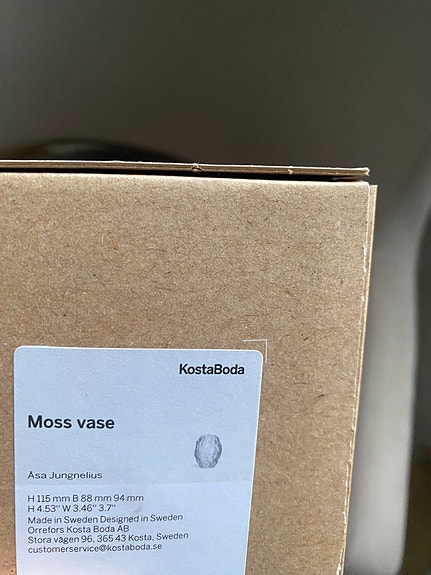 KostaBoda
Moss vase
Åsa Jungnelius
H 115 mm B 88 mm 94 mm
H 4.53" W 3.46" 3.7"
Made in Sweden Designed in Sweden
Orrefors Kosta Boda AB
Stora vägen 96, 365 43 Kosta, Sweden
customerservice@kostaboda.se